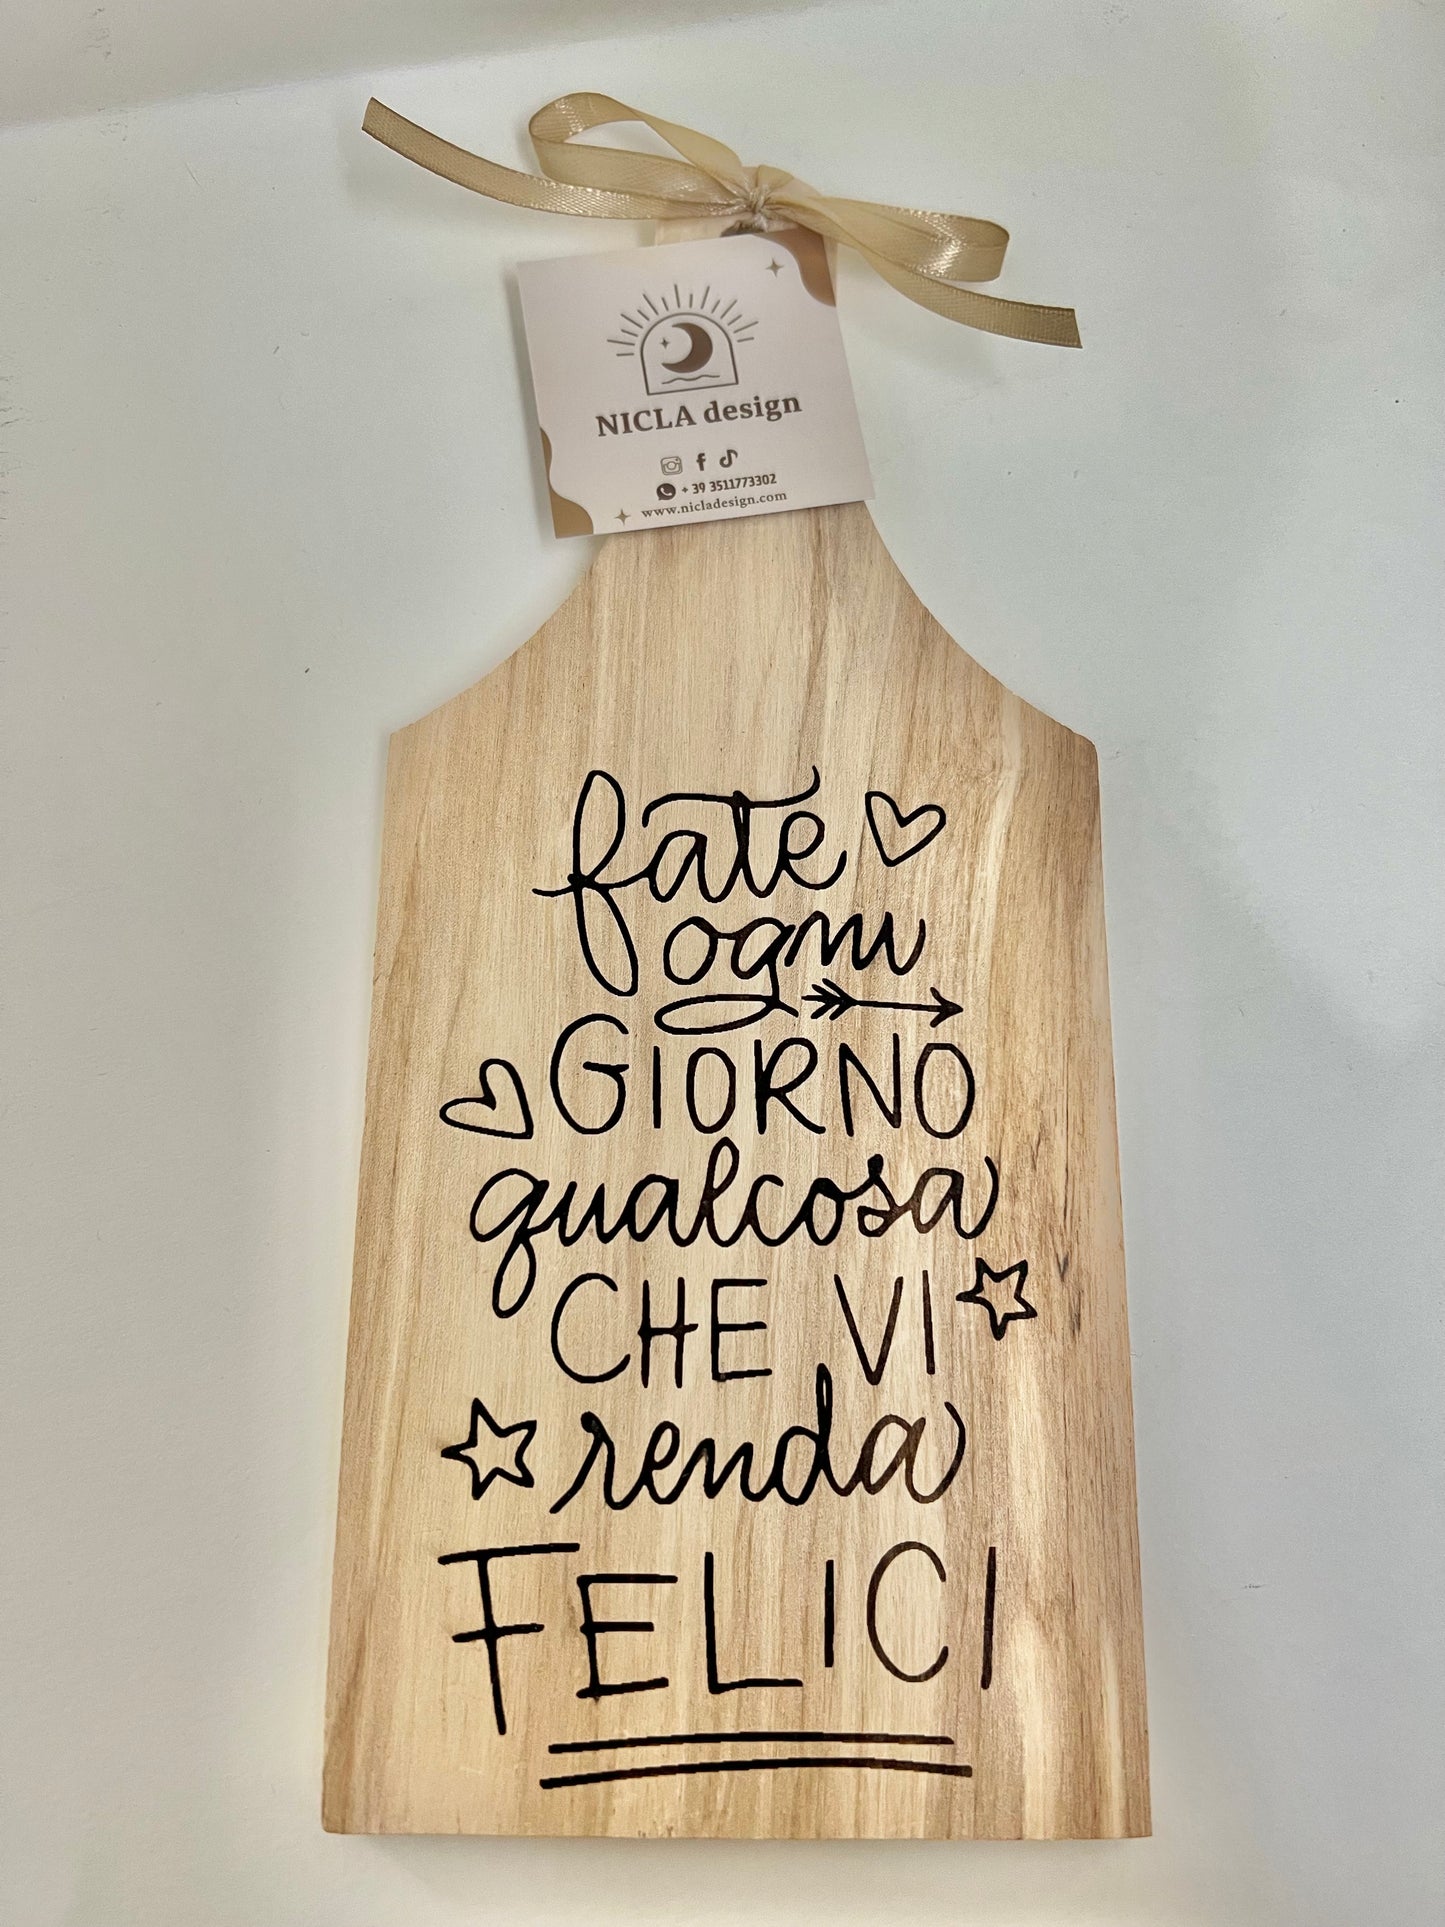 NICLA design
+ 39 3511773302
www.nicladesign.com
fate
ogni
GIORNO
qualcosa
CHE VI
renda
FELICI